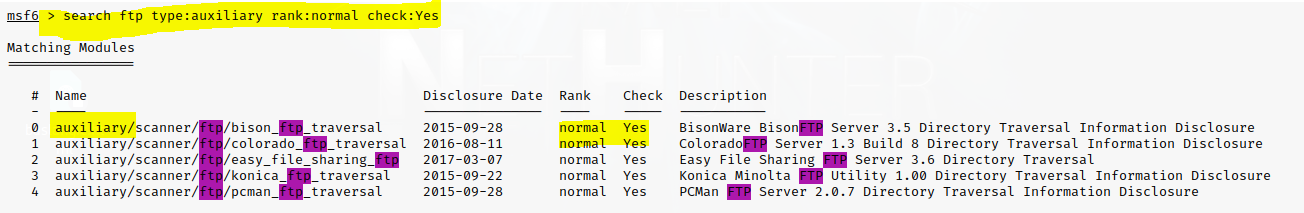 msf6 > search ftp type:auxiliary rank:normal check:Yes
Matching Modules
================
# Name Disclosure Date Rank Check Description
- ---- --------------- ---- ----- -----------
0 auxiliary/scanner/ftp/bison_ftp_traversal 2015-09-28 normal Yes BisonWare BisonFTP Server 3.5 Directory Traversal Information Disclosure
1 auxiliary/scanner/ftp/colorado_ftp_traversal 2016-08-11 normal Yes ColoradoFTP Server 1.3 Build 8 Directory Traversal Information Disclosure
2 auxiliary/scanner/ftp/easy_file_sharing_ftp 2017-03-07 normal Yes Easy File Sharing FTP Server 3.6 Directory Traversal
3 auxiliary/scanner/ftp/konica_ftp_traversal 2015-09-22 normal Yes Konica Minolta FTP Utility 1.00 Directory Traversal Information Disclosure
4 auxiliary/scanner/ftp/pcman_ftp_traversal 2015-09-28 normal Yes PCMan FTP Server 2.0.7 Directory Traversal Information Disclosure
NETHUNTER